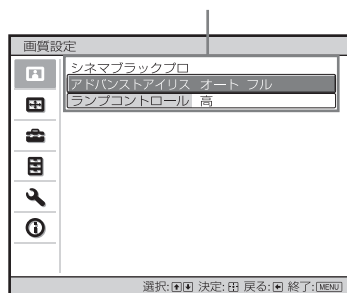 画質設定
シネマブラックプロ
アドバンストアイリス オート フル
ランプコントロール 高
選択: 決定: 戻る: 終了:MENU